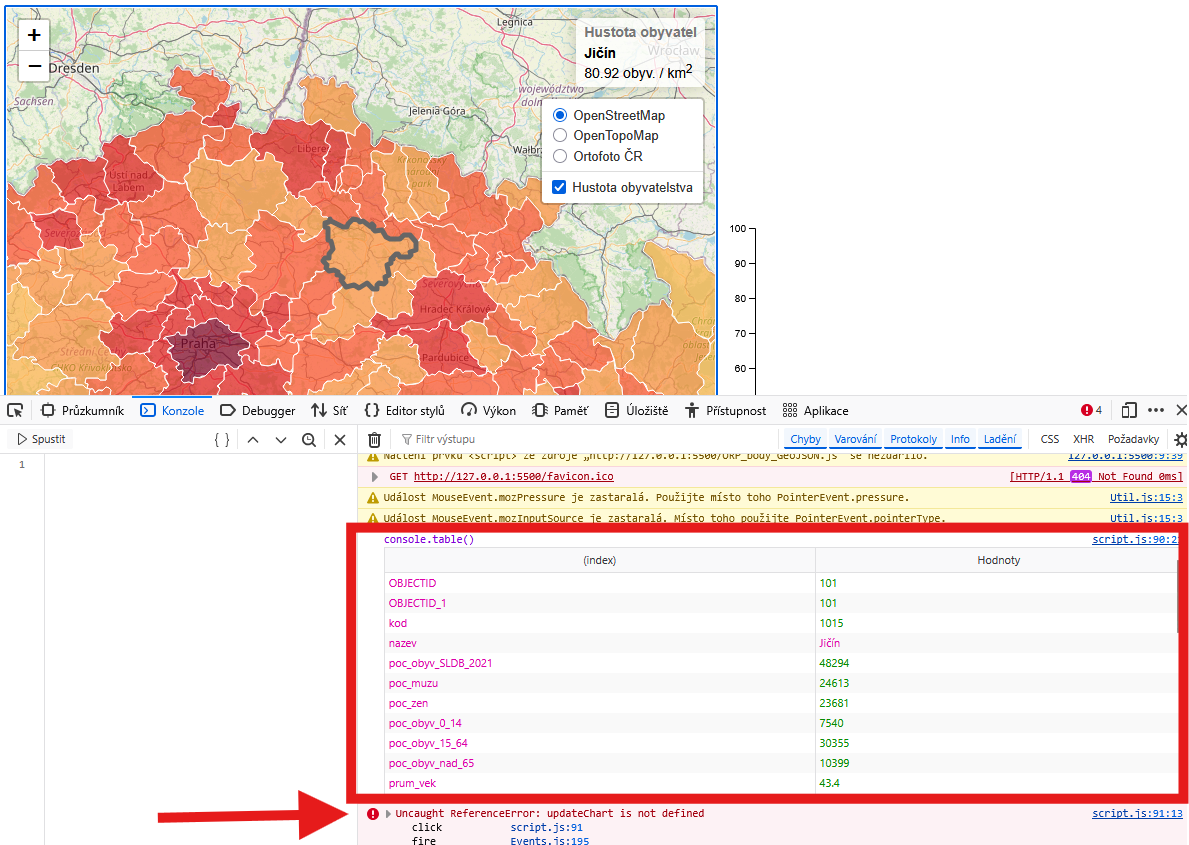 +
−
Dresden
Sachsen
Legnica
Wrocław
Jelenia Góra
województwo
Hustota obyvatel
Jičín
80.92 obyv. / km2
OpenStreetMap
OpenTopoMap
Ortofoto ČR
Hustota obyvatelstva
Ústí nad
Labem
Krkonošský
národní
park
Hradec Králové
Pardubice
Praha
CHKO Křivoklátsko
100
90
80
70
60
Průzkumník Konzole Debugger Síť Editor stylů Výkon Paměť Úložiště Přístupnost Aplikace 4
Spustit { } Filtr výstupu Chyby Varování Protokoly Info Ladění CSS XHR Požadavky
1
Načtení prvku <script> ze zdroje „http://127.0.0.1:5500/ORP_body_GeoJSON.js“ se nezdařilo. 127.0.0.1:5500:9:39
GET http://127.0.0.1:5500/favicon.ico [HTTP/1.1 404 Not Found 0ms]
Událost MouseEvent.mozPressure je zastaralá. Použijte místo toho PointerEvent.pressure. Util.js:15:3
Událost MouseEvent.mozInputSource je zastaralá. Místo toho použijte PointerEvent.pointerType. Util.js:15:3
console.table() script.js:90:2
(index) Hodnoty
OBJECTID 101
OBJECTID_1 101
kod 1015
nazev Jičín
poc_obyv_SLDB_2021 48294
poc_muzu 24613
poc_zen 23681
poc_obyv_0_14 7540
poc_obyv_15_64 30355
poc_obyv_nad_65 10399
prum_vek 43.4
Uncaught ReferenceError: updateChart is not defined script.js:91:13
click script.js:91
fire Events.js:195